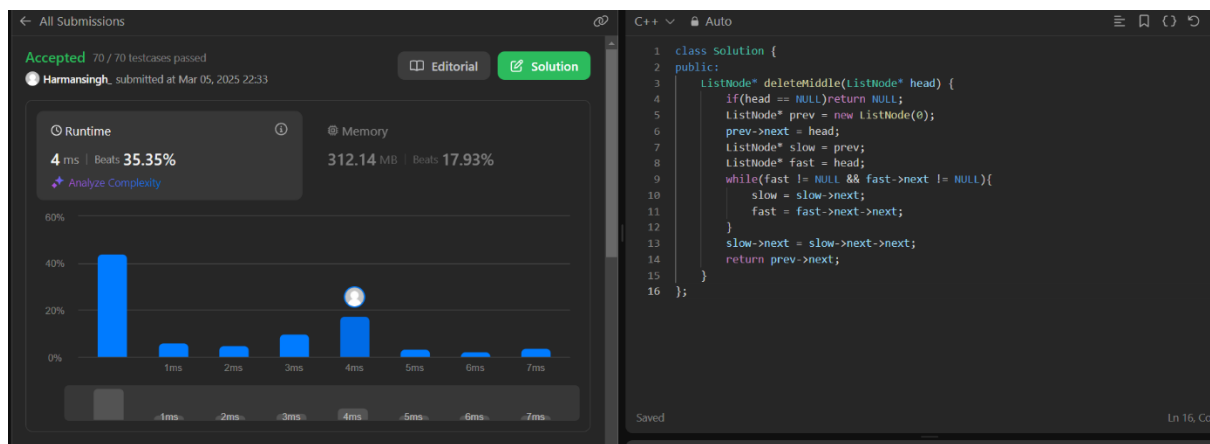 ← All Submissions
Accepted 70 / 70 testcases passed
Harmansingh_ submitted at Mar 05, 2025 22:33
Editorial
Solution
Runtime
4 ms | Beats 35.35%
Analyze Complexity
Memory
312.14 MB | Beats 17.93%
60%
40%
20%
0%
1ms 2ms 3ms 4ms 5ms 6ms 7ms
1ms 2ms 3ms 4ms 5ms 6ms 7ms
C++ Auto
1 class Solution {
2 public:
3 ListNode* deleteMiddle(ListNode* head) {
4 if(head == NULL)return NULL;
5 ListNode* prev = new ListNode(0);
6 prev->next = head;
7 ListNode* slow = prev;
8 ListNode* fast = head;
9 while(fast != NULL && fast->next != NULL){
10 slow = slow->next;
11 fast = fast->next->next;
12 }
13 slow->next = slow->next->next;
14 return prev->next;
15 }
16 };
Saved
Ln 16, Co